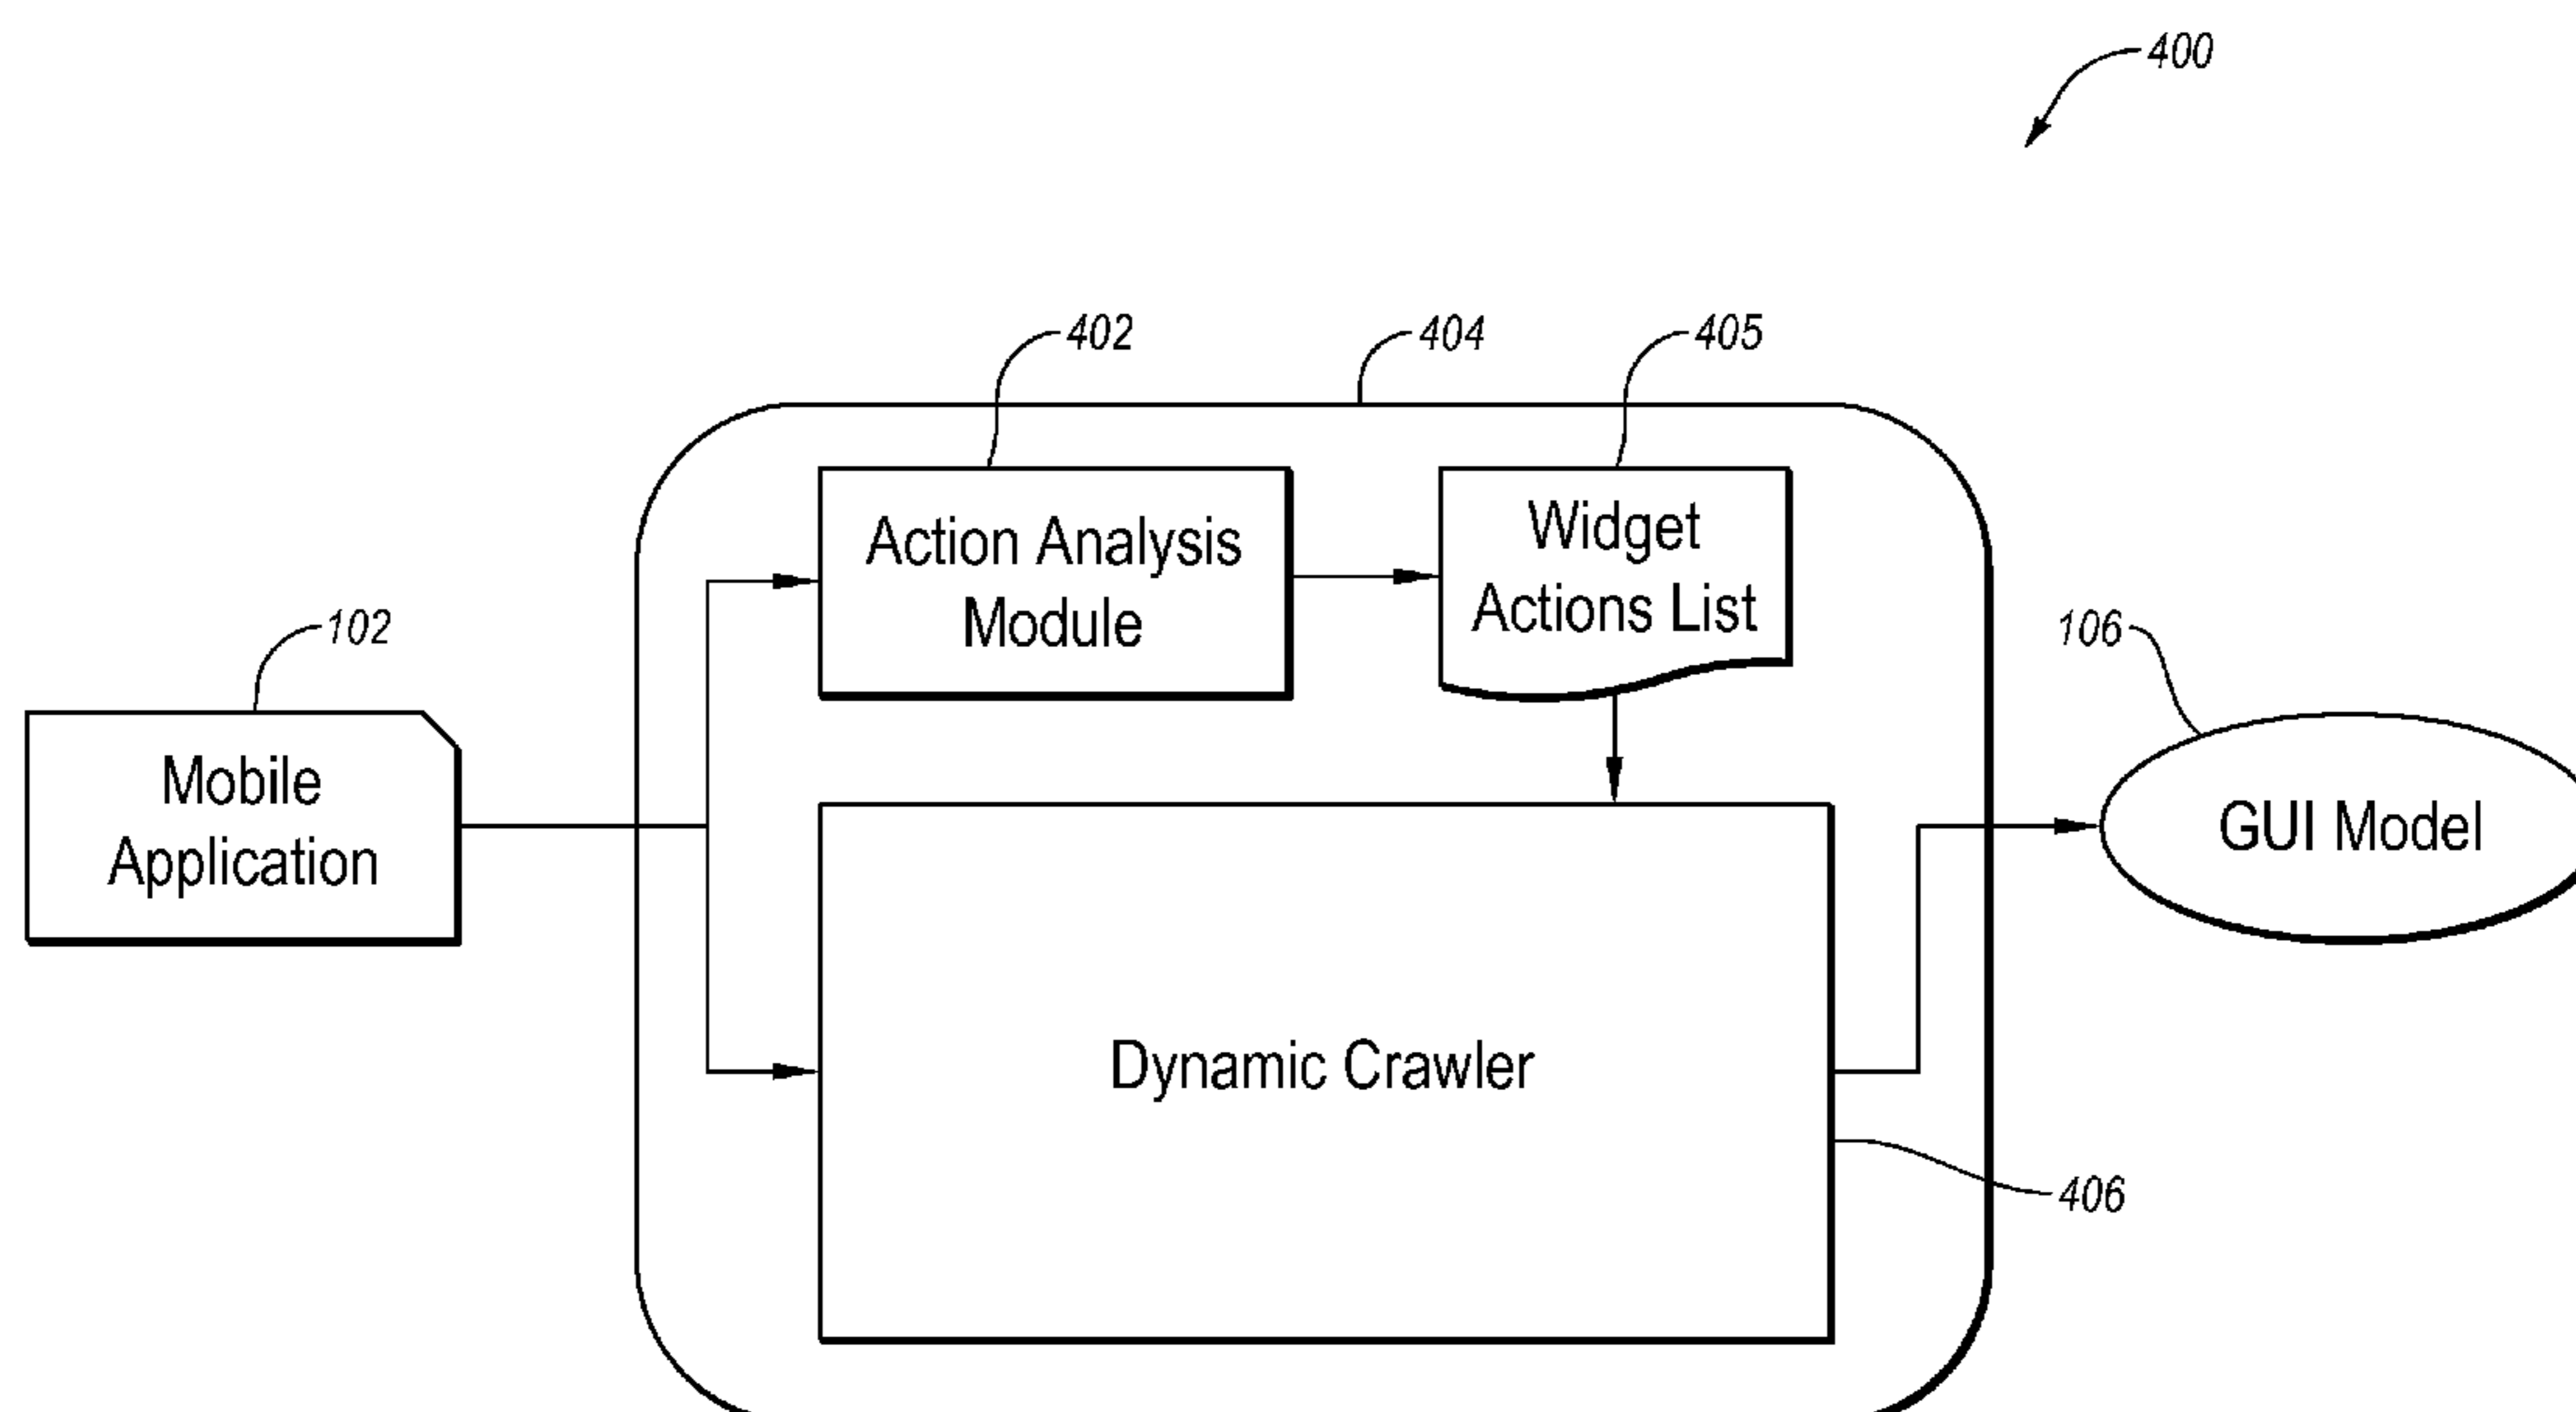 400
402
404
405
Action Analysis
Module
Widget
Actions List
102
106
Mobile
Application
GUI Model
Dynamic Crawler
406